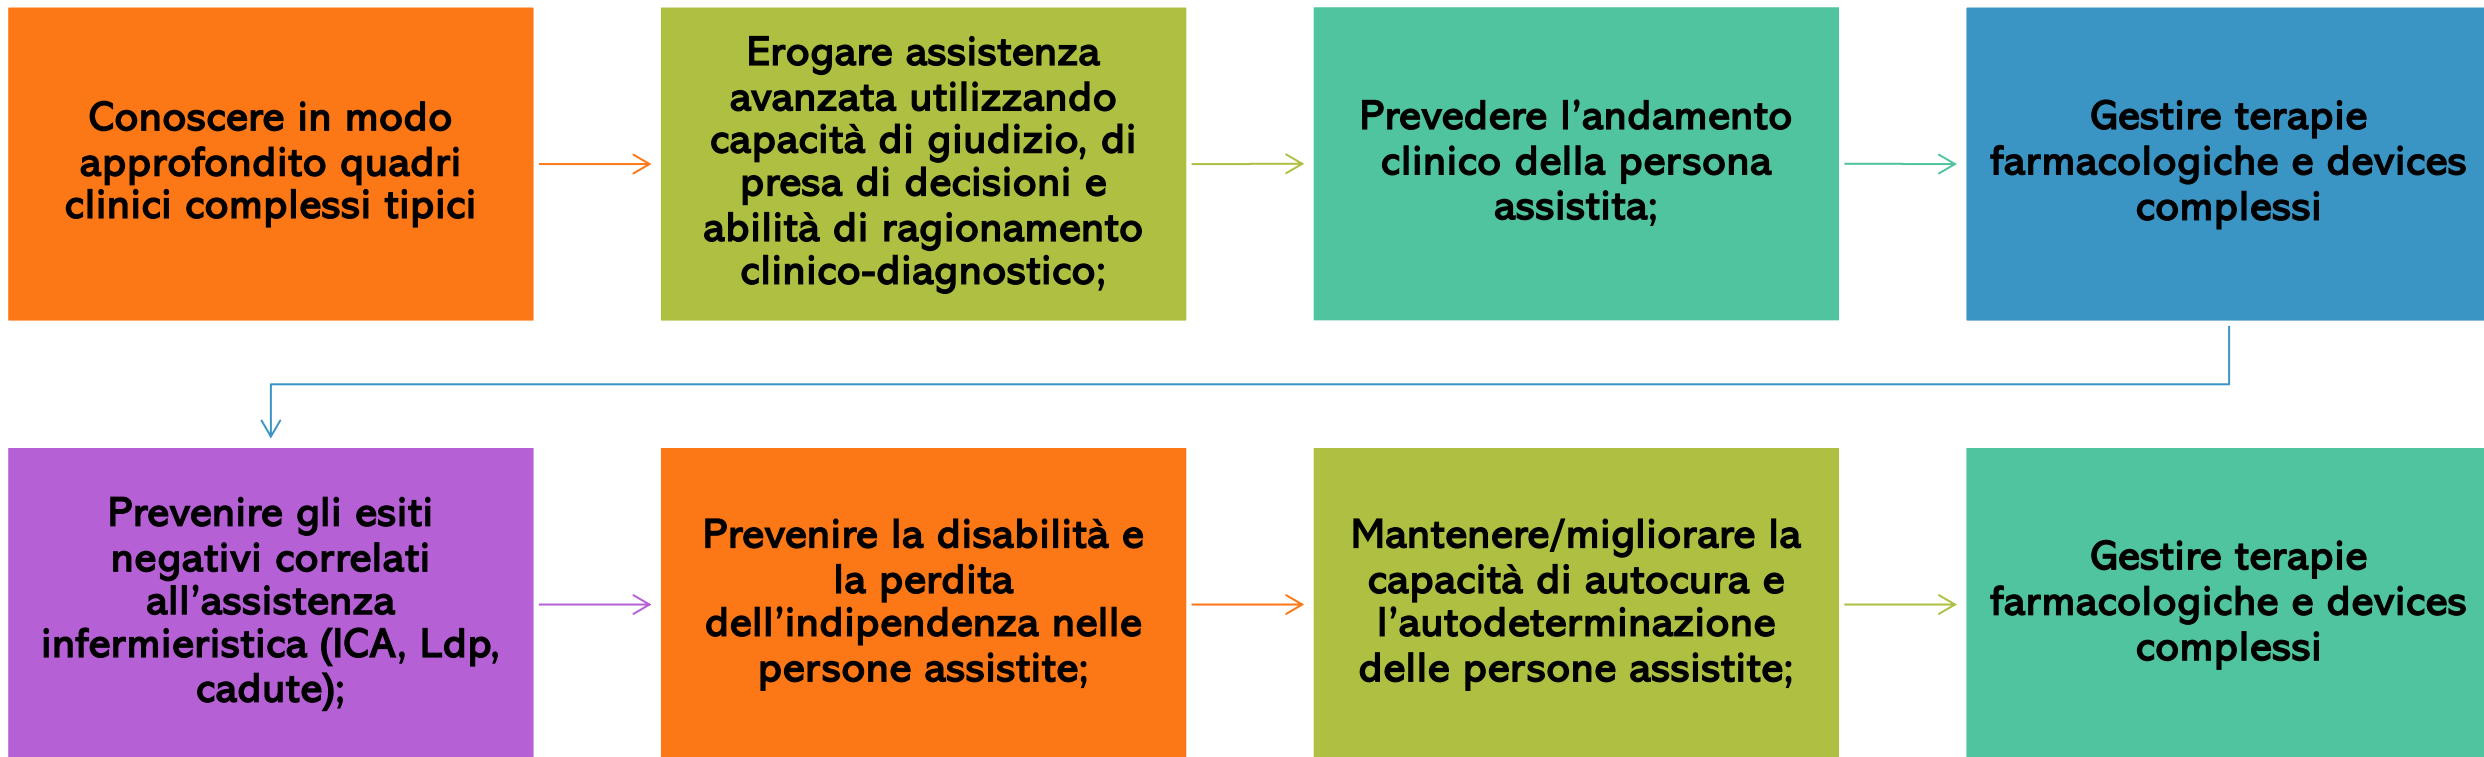 Conoscere in modo
approfondito quadri
clinici complessi tipici
Erogare assistenza
avanzata utilizzando
capacità di giudizio, di
presa di decisioni e
abilità di ragionamento
clinico-diagnostico;
Prevedere l’andamento
clinico della persona
assistita;
Gestire terapie
farmacologiche e devices
complessi
Prevenire gli esiti
negativi correlati
all’assistenza
infermieristica (ICA, Ldp,
cadute);
Prevenire la disabilità e
la perdita
dell’indipendenza nelle
persone assistite;
Mantenere/migliorare la
capacità di autocura e
l’autodeterminazione
delle persone assistite;
Gestire terapie
farmacologiche e devices
complessi